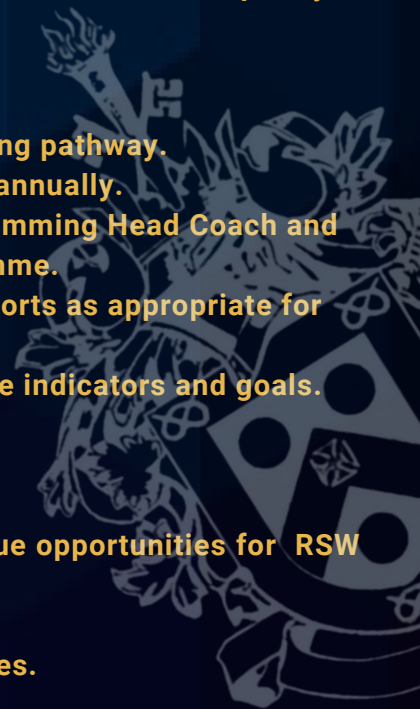 ng pathway.
annually.
mming Head Coach and
me.
orts as appropriate for
e indicators and goals.
ue opportunities for RSW
es.